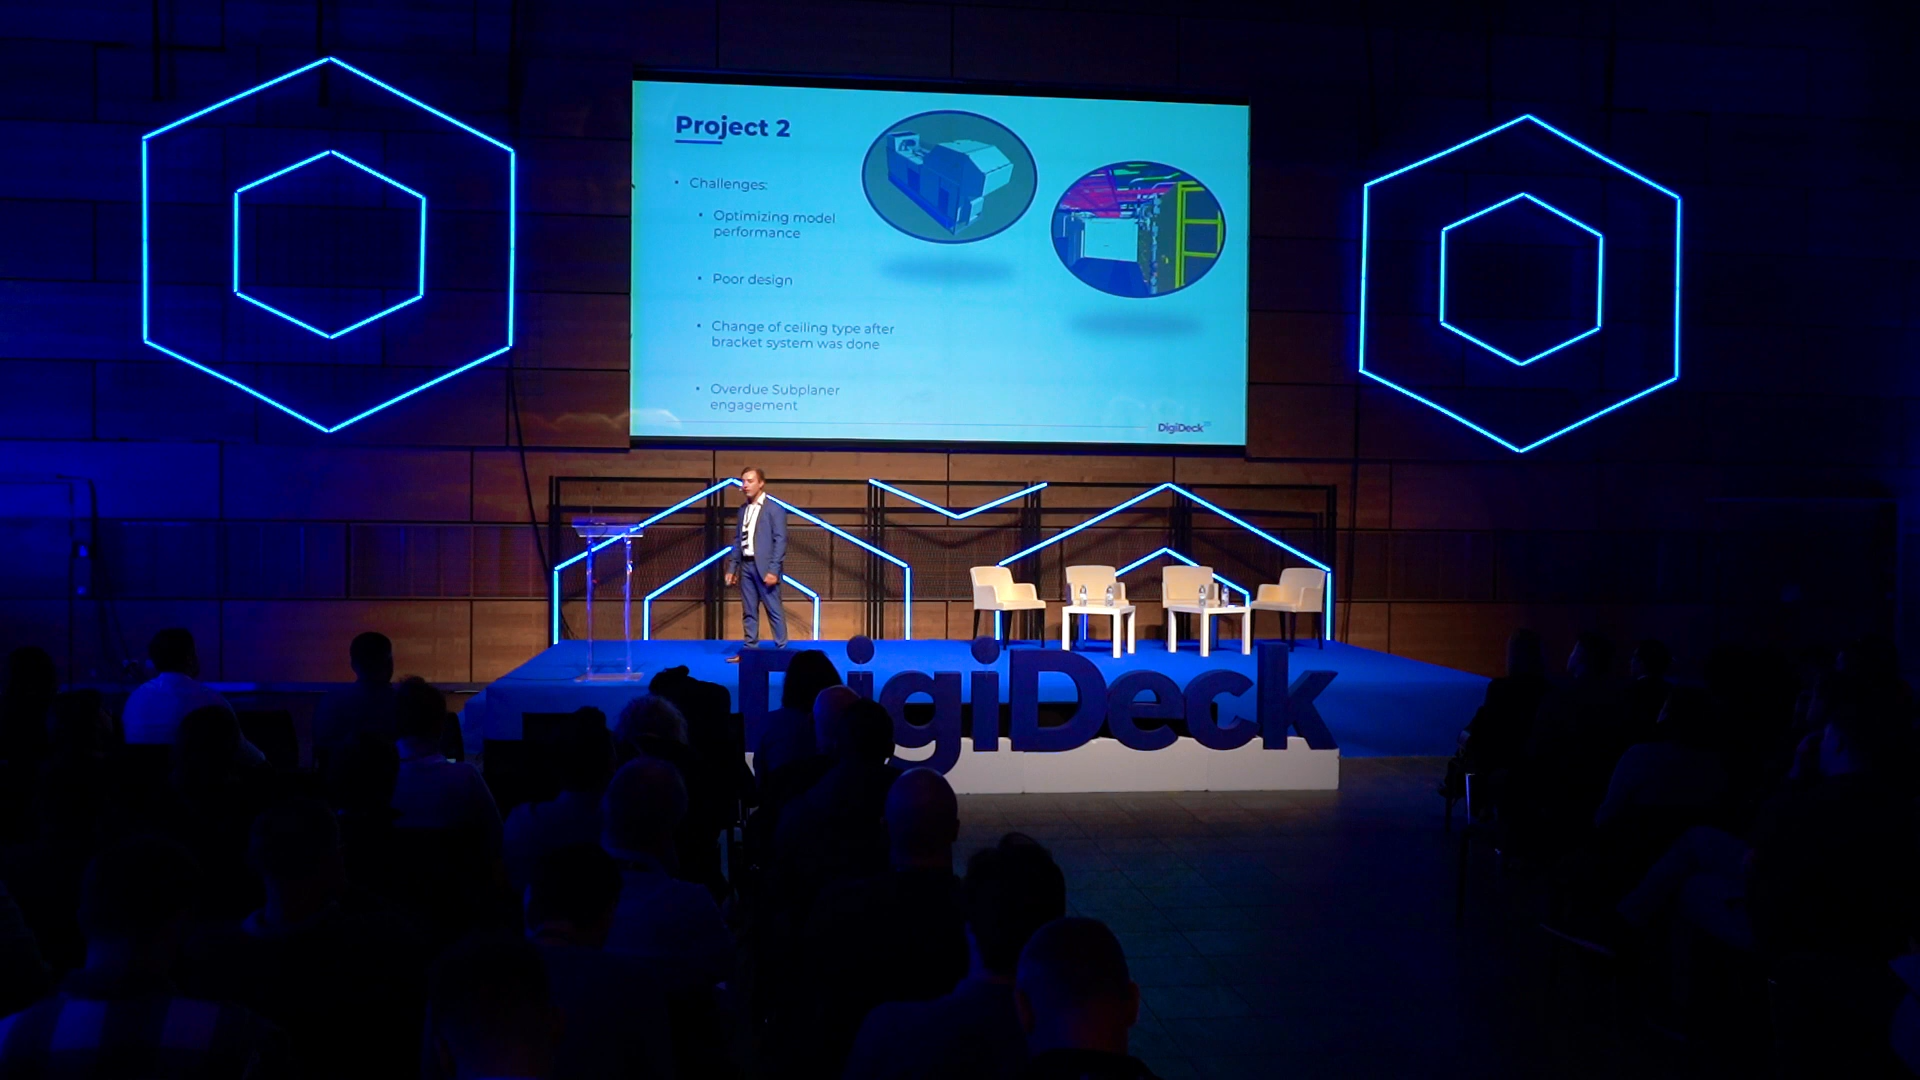 Project 2
• Challenges:
• Optimizing model
performance
• Poor design
• Change of ceiling type after
bracket system was done
• Overdue Subplaner
engagement
DigiDeck
DigiDeck